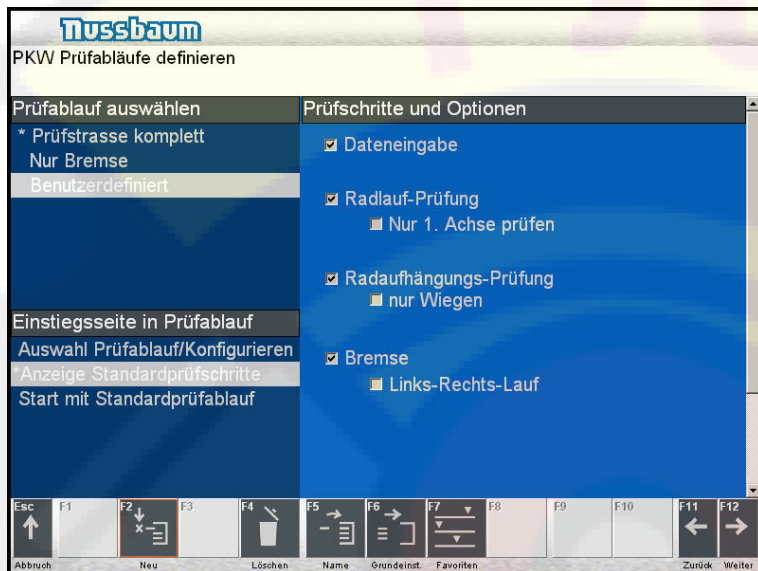 Nussbaum
PKW Prüfabläufe definieren
Prüfablauf auswählen
* Prüfstrasse komplett
Nur Bremse
Benutzerdefiniert
Einstiegsseite in Prüfablauf
Auswahl Prüfablauf/Konfigurieren
*Anzeige Standardprüfschritte
Start mit Standardprüfablauf
Prüfschritte und Optionen
Dateneingabe
Radlauf-Prüfung
Nur 1. Achse prüfen
Radaufhängungs-Prüfung
nur Wiegen
Bremse
Links-Rechts-Lauf
Esc F1 F2 F3 F4 F5 F6 F7 F8 F9 F10 F11 F12
Abbruch Neu Löschen Name Grundeinst. Favoriten Zurück Weiter